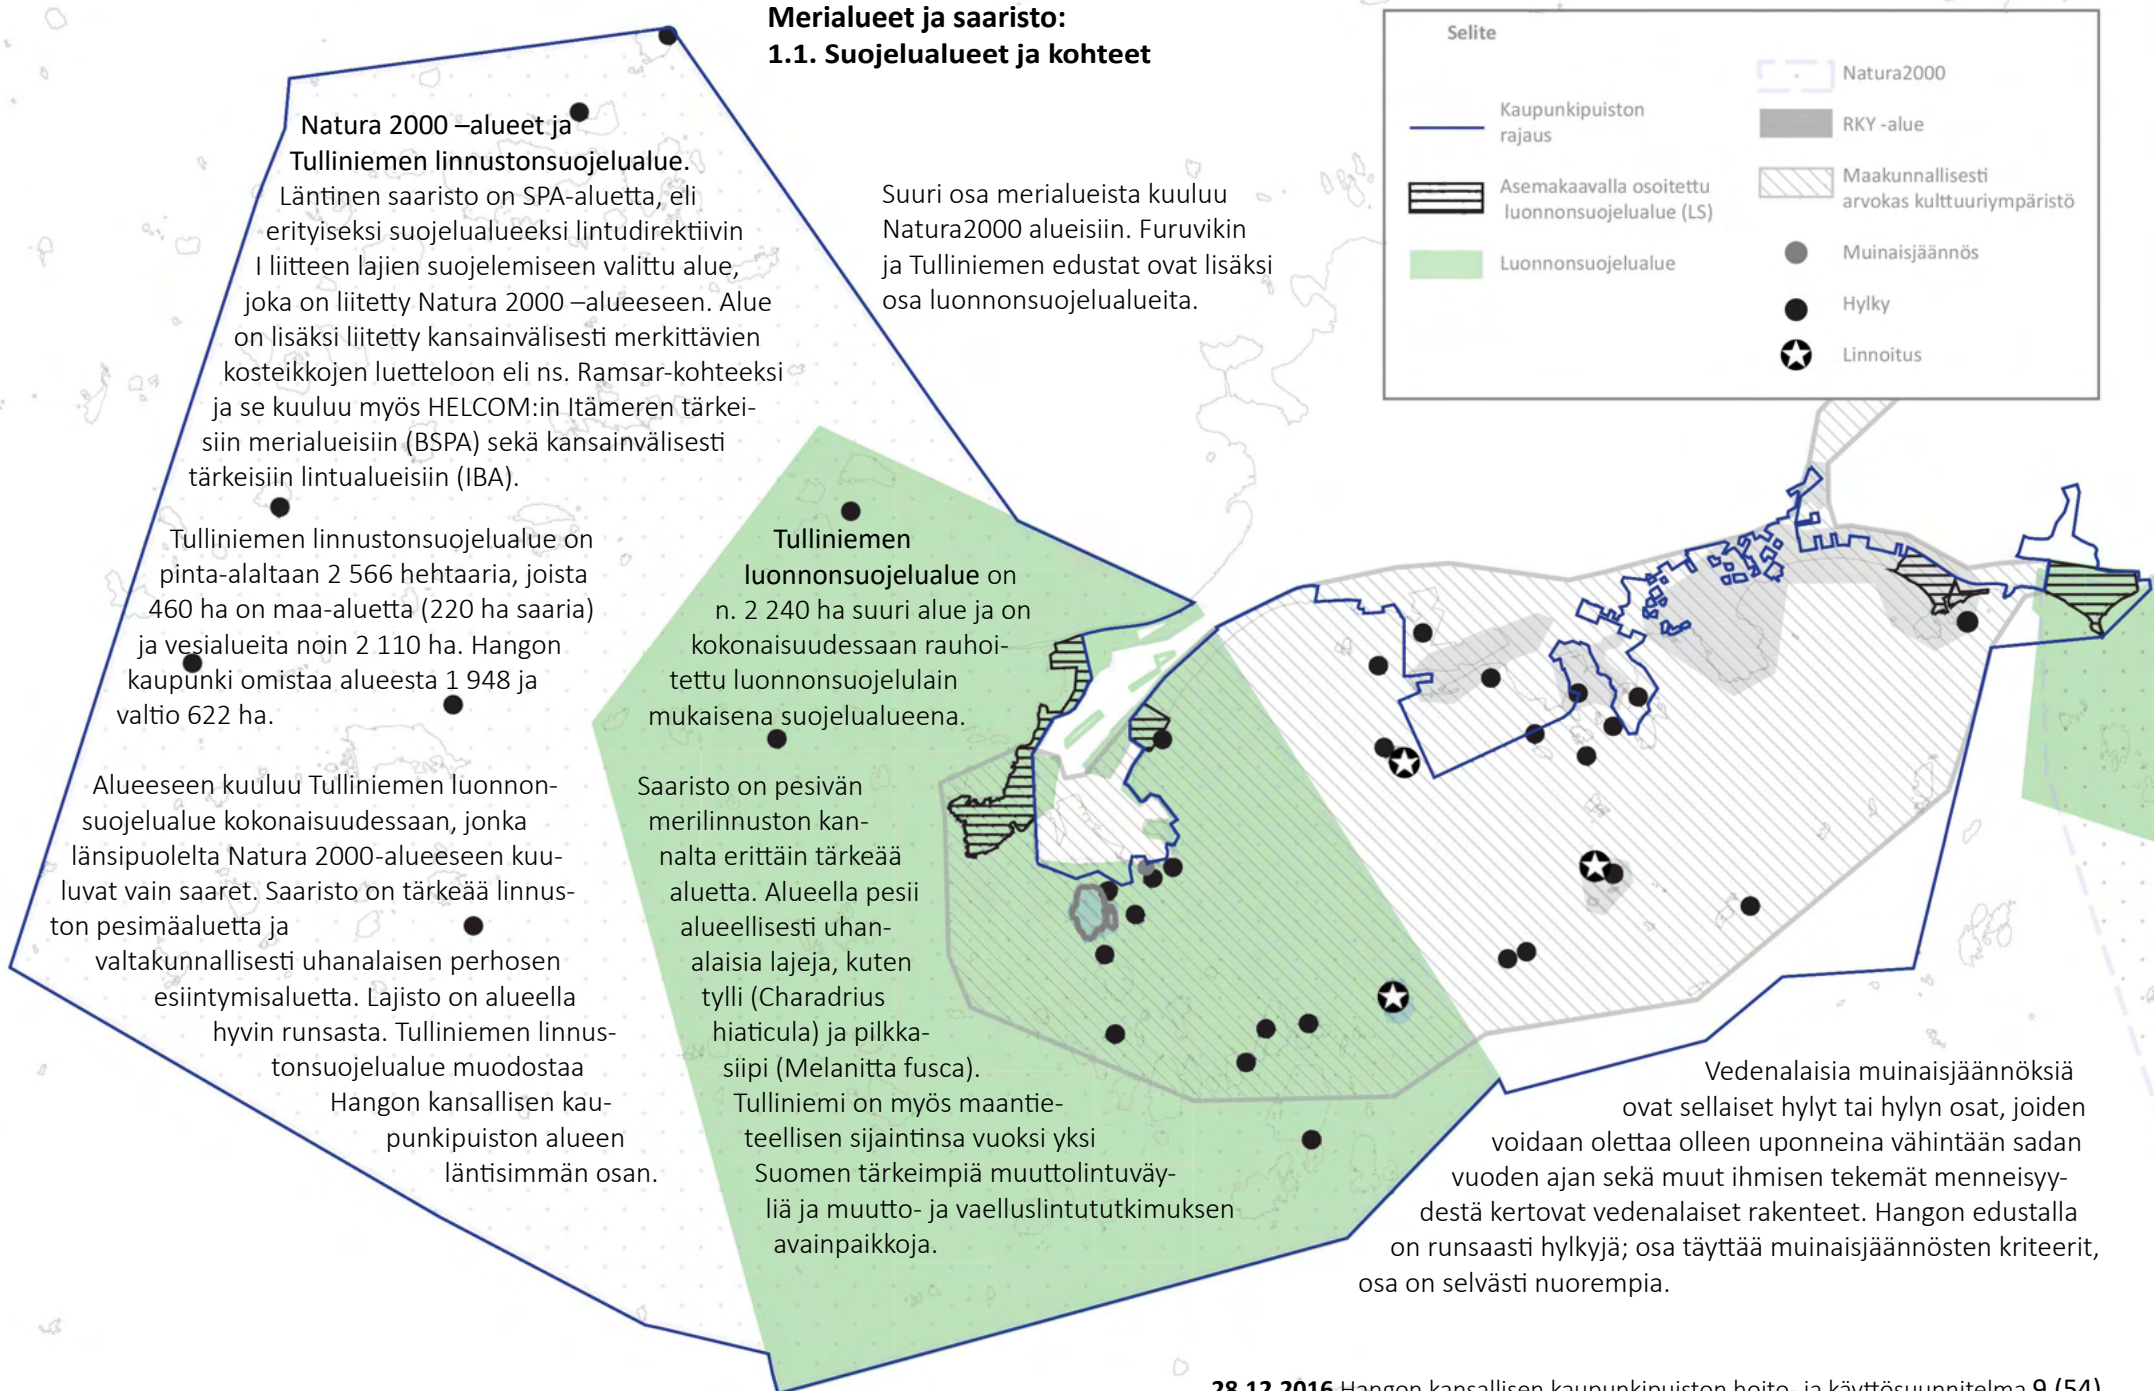 Merialueet ja saaristo:
1.1. Suojelualueet ja kohteet
Natura 2000 –alueet ja
Tulliniemen linnustonsuojelualue.
Läntinen saaristo on SPA-aluetta, eli
erityiseksi suojelualueeksi lintudirektiivin
I liitteen lajien suojelemiseen valittu alue,
joka on liitetty Natura 2000 –alueeseen. Alue
on lisäksi liitetty kansainvälisesti merkittävien
kosteikkojen luetteloon eli ns. Ramsar-kohteeksi
ja se kuuluu myös HELCOM:in Itämeren tärkei-
siin merialueisiin (BSPA) sekä kansainvälisesti
tärkeisiin lintualueisiin (IBA).
Tulliniemen linnustonsuojelualue on
pinta-alaltaan 2 566 hehtaaria, joista
460 ha on maa-aluetta (220 ha saaria)
ja vesialueita noin 2 110 ha. Hangon
kaupunki omistaa alueesta 1 948 ja
valtio 622 ha.
Alueeseen kuuluu Tulliniemen luonnon-
suojelualue kokonaisuudessaan, jonka
länsipuolelta Natura 2000-alueeseen kuu-
luvat vain saaret. Saaristo on tärkeää linnus-
ton pesimäaluetta ja
valtakunnallisesti uhanalaisen perhosen
esiintymisaluetta. Lajisto on alueella
hyvin runsasta. Tulliniemen linnus-
tonsuojelualue muodostaa
Hangon kansallisen kau-
punkipuiston alueen
läntisimmän osan.
Suuri osa merialueista kuuluu
Natura2000 alueisiin. Furuvikin
ja Tulliniemen edustat ovat lisäksi
osa luonnonsuojelualueita.
Tulliniemen
luonnonsuojelualue on
n. 2 240 ha suuri alue ja on
kokonaisuudessaan rauhoi-
tettu luonnonsuojelulain
mukaisena suojelualueena.
Saaristo on pesivän
merilinnuston kan-
nalta erittäin tärkeää
aluetta. Alueella pesii
alueellisesti uhan-
alaisia lajeja, kuten
tylli (Charadrius
hiaticula) ja pilkka-
siipi (Melanitta fusca).
Tulliniemi on myös maantie-
teellisen sijaintinsa vuoksi yksi
Suomen tärkeimpiä muuttolintuväy-
liä ja muutto- ja vaelluslintututkimuksen
avainpaikkoja.
Selite
Kaupunkipuiston
rajaus
Asemakaavalla osoitettu
luonnonsuojelualue (LS)
Luonnonsuojelualue
Natura2000
RKY -alue
Maakunnallisesti
arvokas kulttuuriympäristö
Muinaisjäännös
Hylky
Linnoitus
Vedenalaisia muinaisjäännöksiä
ovat sellaiset hylyt tai hylyn osat, joiden
voidaan olettaa olleen uponneina vähintään sadan
vuoden ajan sekä muut ihmisen tekemät menneisyy-
destä kertovat vedenalaiset rakenteet. Hangon edustalla
on runsaasti hylkyjä; osa täyttää muinaisjäännösten kriteerit,
osa on selvästi nuorempia.
28.12.2016 Hangon kansallisen kaupunkipuiston hoito- ja käyttösuunnitelma 9 (54)